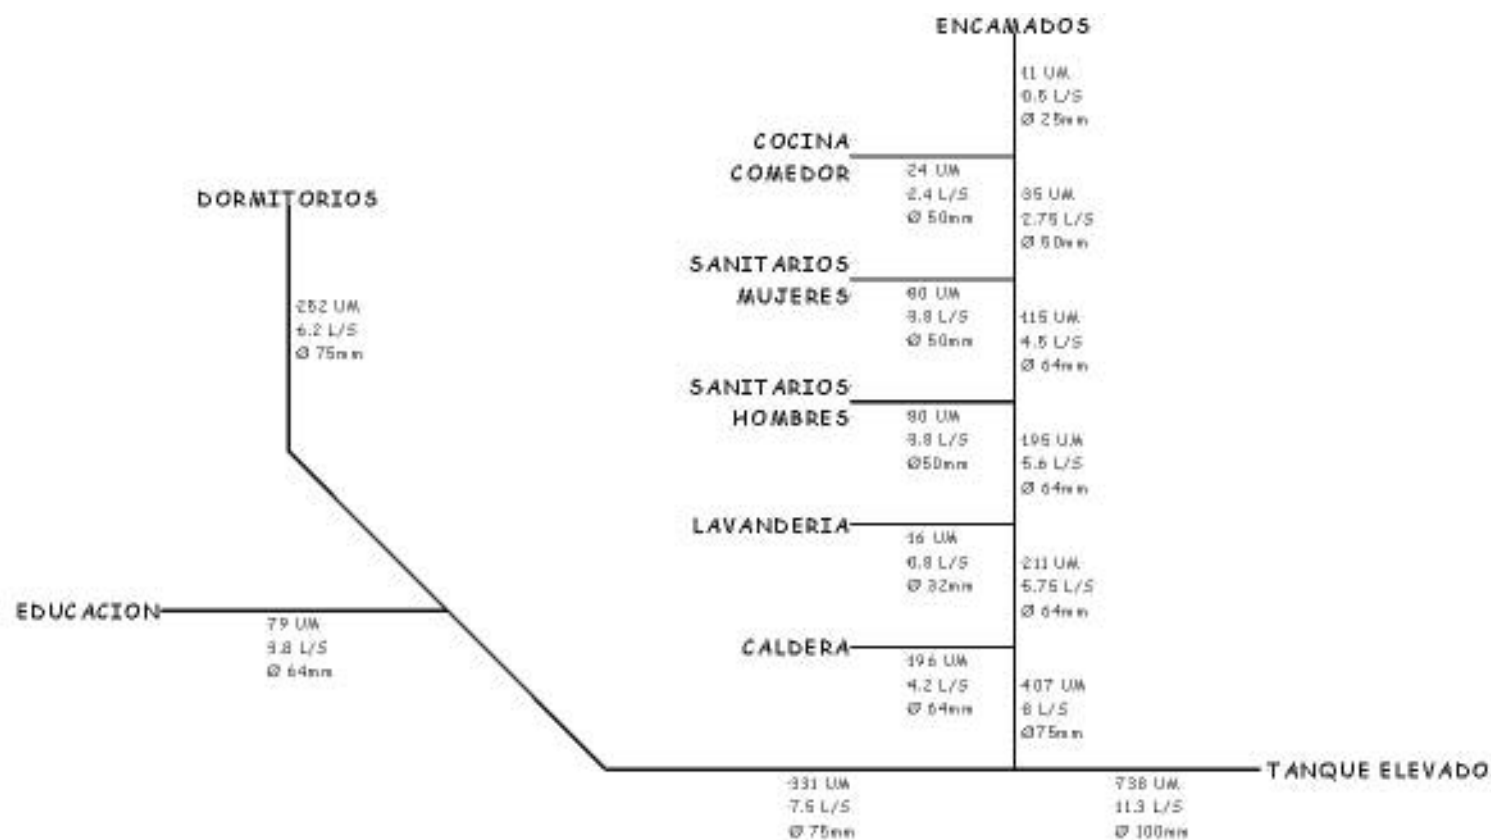 ENCAMADOS
11 UM
0.5 L/S
Ø 25mm
COCINA
COMEDOR
24 UM
2.4 L/S
Ø 50mm
35 UM
2.75 L/S
Ø 50mm
DORMITORIOS
252 UM
6.2 L/S
Ø 75mm
SANITARIOS
MUJERES
80 UM
3.8 L/S
Ø 50mm
115 UM
4.5 L/S
Ø 64mm
SANITARIOS
HOMBRES
80 UM
3.8 L/S
Ø50mm
195 UM
5.6 L/S
Ø 64mm
LAVANDERIA
16 UM
0.8 L/S
Ø 32mm
211 UM
5.75 L/S
Ø 64mm
EDUCACION
79 UM
3.8 L/S
Ø 64mm
CALDERA
196 UM
4.2 L/S
Ø 64mm
407 UM
8 L/S
Ø75mm
TANQUE ELEVADO
331 UM
7.5 L/S
Ø 75mm
738 UM
11.3 L/S
Ø 100mm